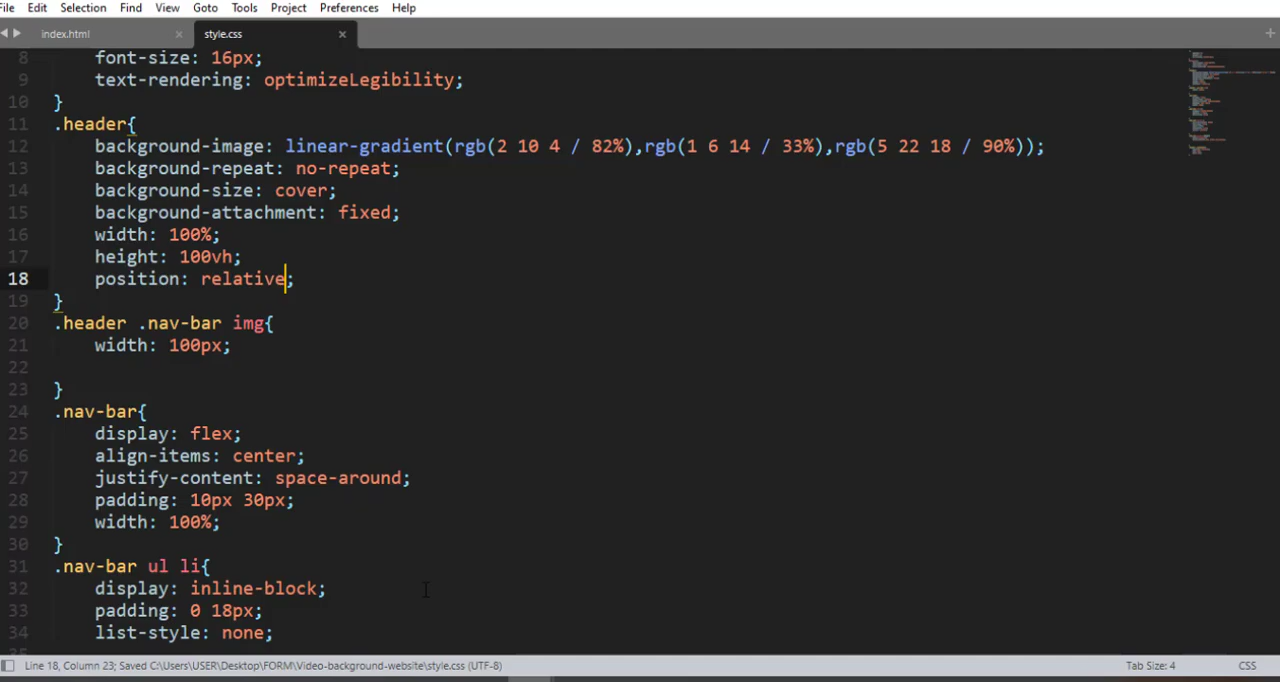 File Edit Selection Find View Goto Tools Project Preferences Help
index.html × style.css × +
8 font-size: 16px;
9 text-rendering: optimizeLegibility;
10 }
11 .header{
12 background-image: linear-gradient(rgb(2 10 4 / 82%),rgb(1 6 14 / 33%),rgb(5 22 18 / 90%));
13 background-repeat: no-repeat;
14 background-size: cover;
15 background-attachment: fixed;
16 width: 100%;
17 height: 100vh;
18 position: relative;
19 }
20 .header .nav-bar img{
21 width: 100px;
22
23 }
24 .nav-bar{
25 display: flex;
26 align-items: center;
27 justify-content: space-around;
28 padding: 10px 30px;
29 width: 100%;
30 }
31 .nav-bar ul li{
32 display: inline-block;
33 padding: 0 18px;
34 list-style: none;
Line 18, Column 23; Saved C:\Users\USER\Desktop\FORM\Video-background-website\style.css (UTF-8) Tab Size: 4 CSS